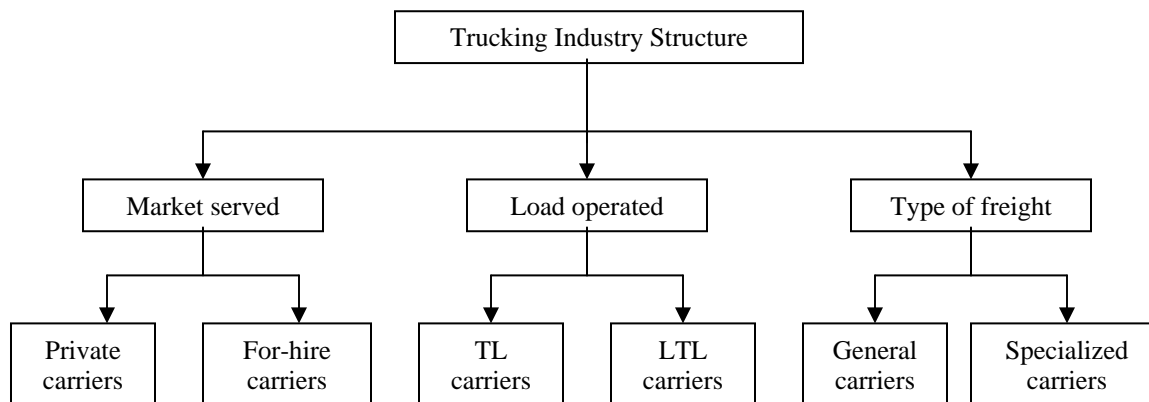 Trucking Industry Structure
Market served
Load operated
Type of freight
Private
carriers
For-hire
carriers
TL
carriers
LTL
carriers
General
carriers
Specialized
carriers